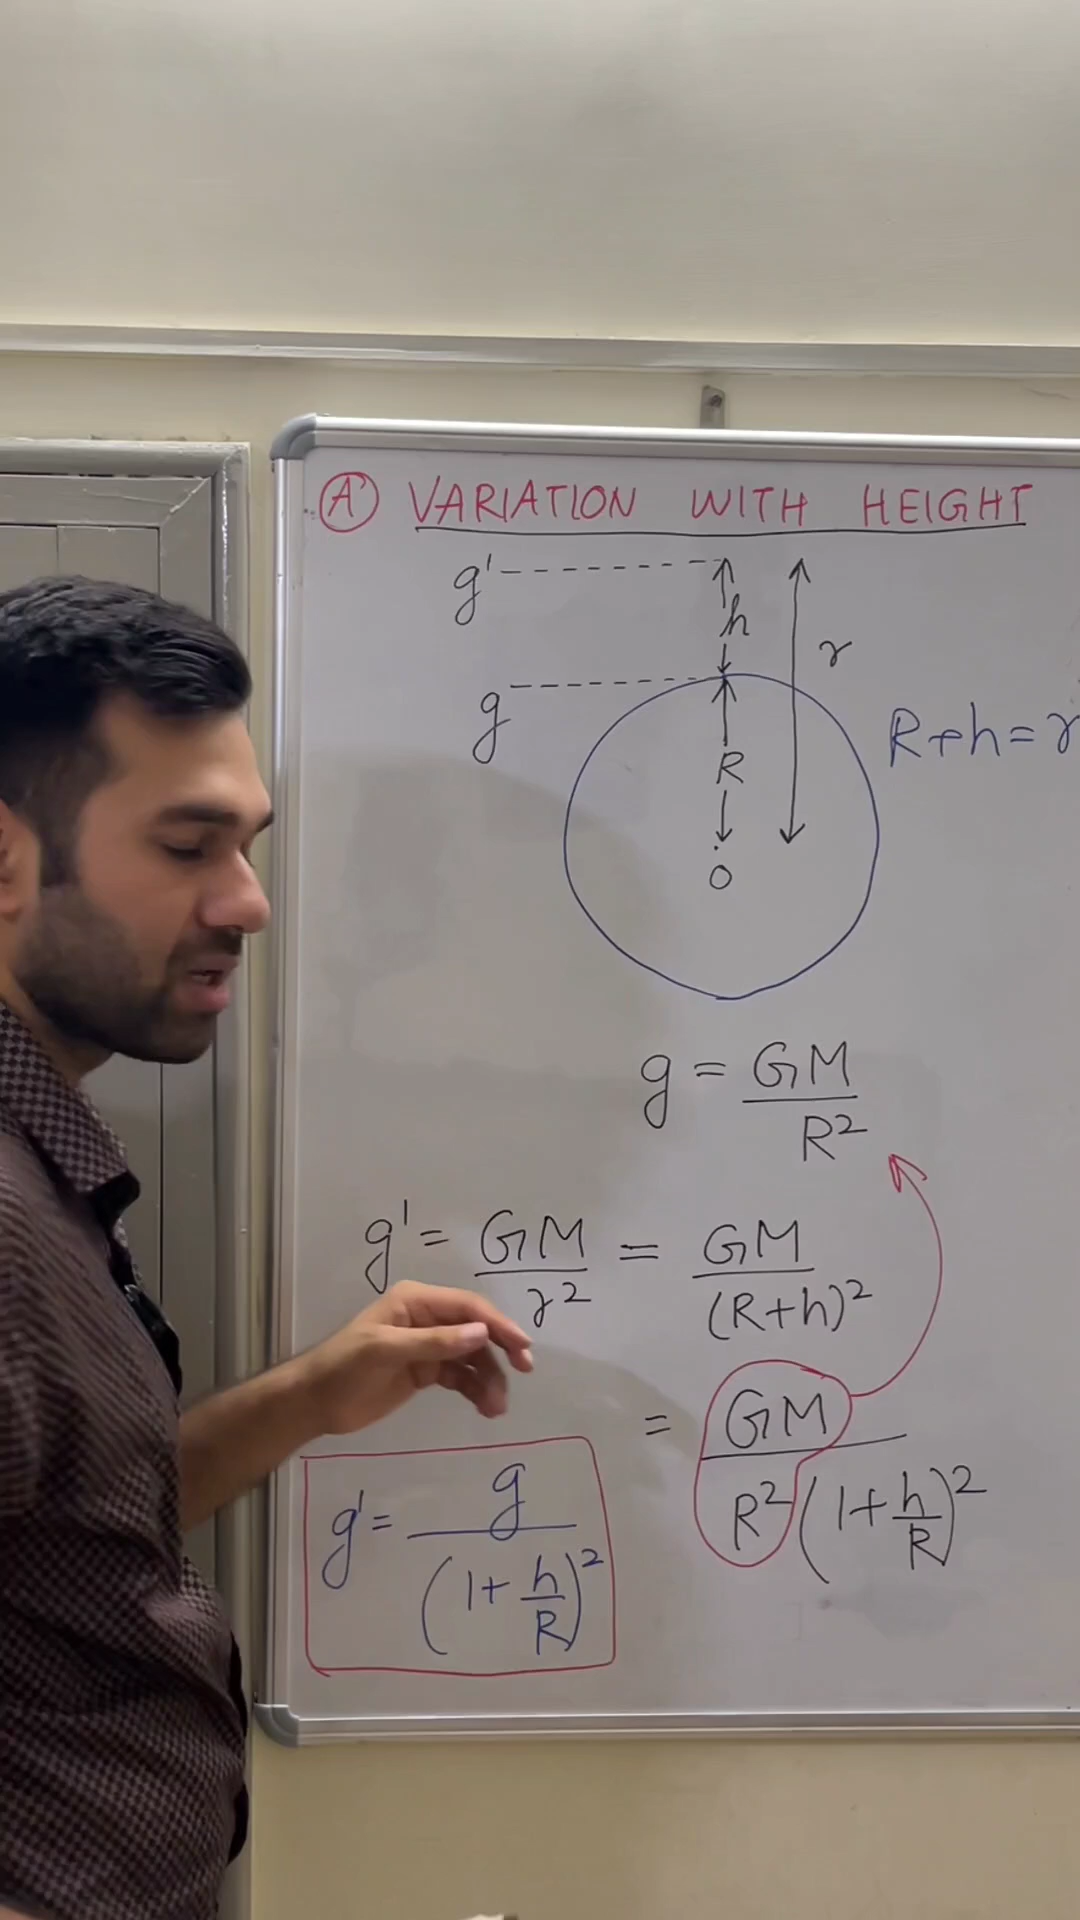 (A) VARIATION WITH HEIGHT
g'
h
r
g
R
R+h=r
O
g = GM/R²
g' = GM/r² = GM/(R+h)²
= GM/R²(1+h/R)²
g' = g/(1+h/R)²